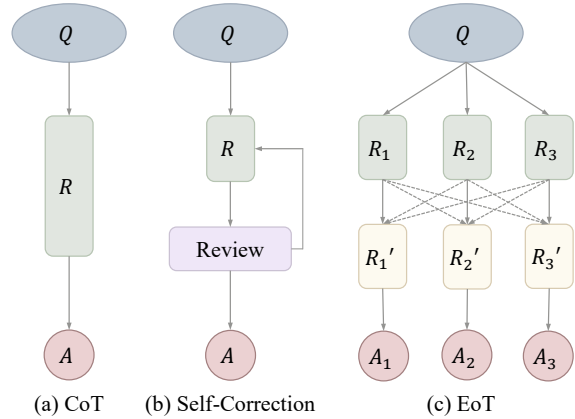 Q
Q
Q
R
R
R₁
R₂
R₃
Review
R₁′
R₂′
R₃′
A
A
A₁
A₂
A₃
(a) CoT
(b) Self-Correction
(c) EoT